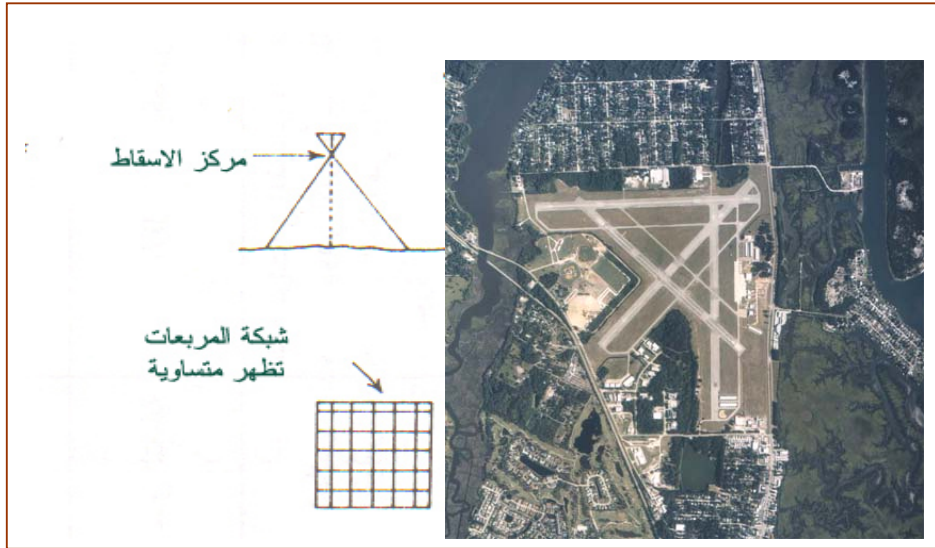 مركز الاسقاط
شبكة المربعات
تظهر متساوية